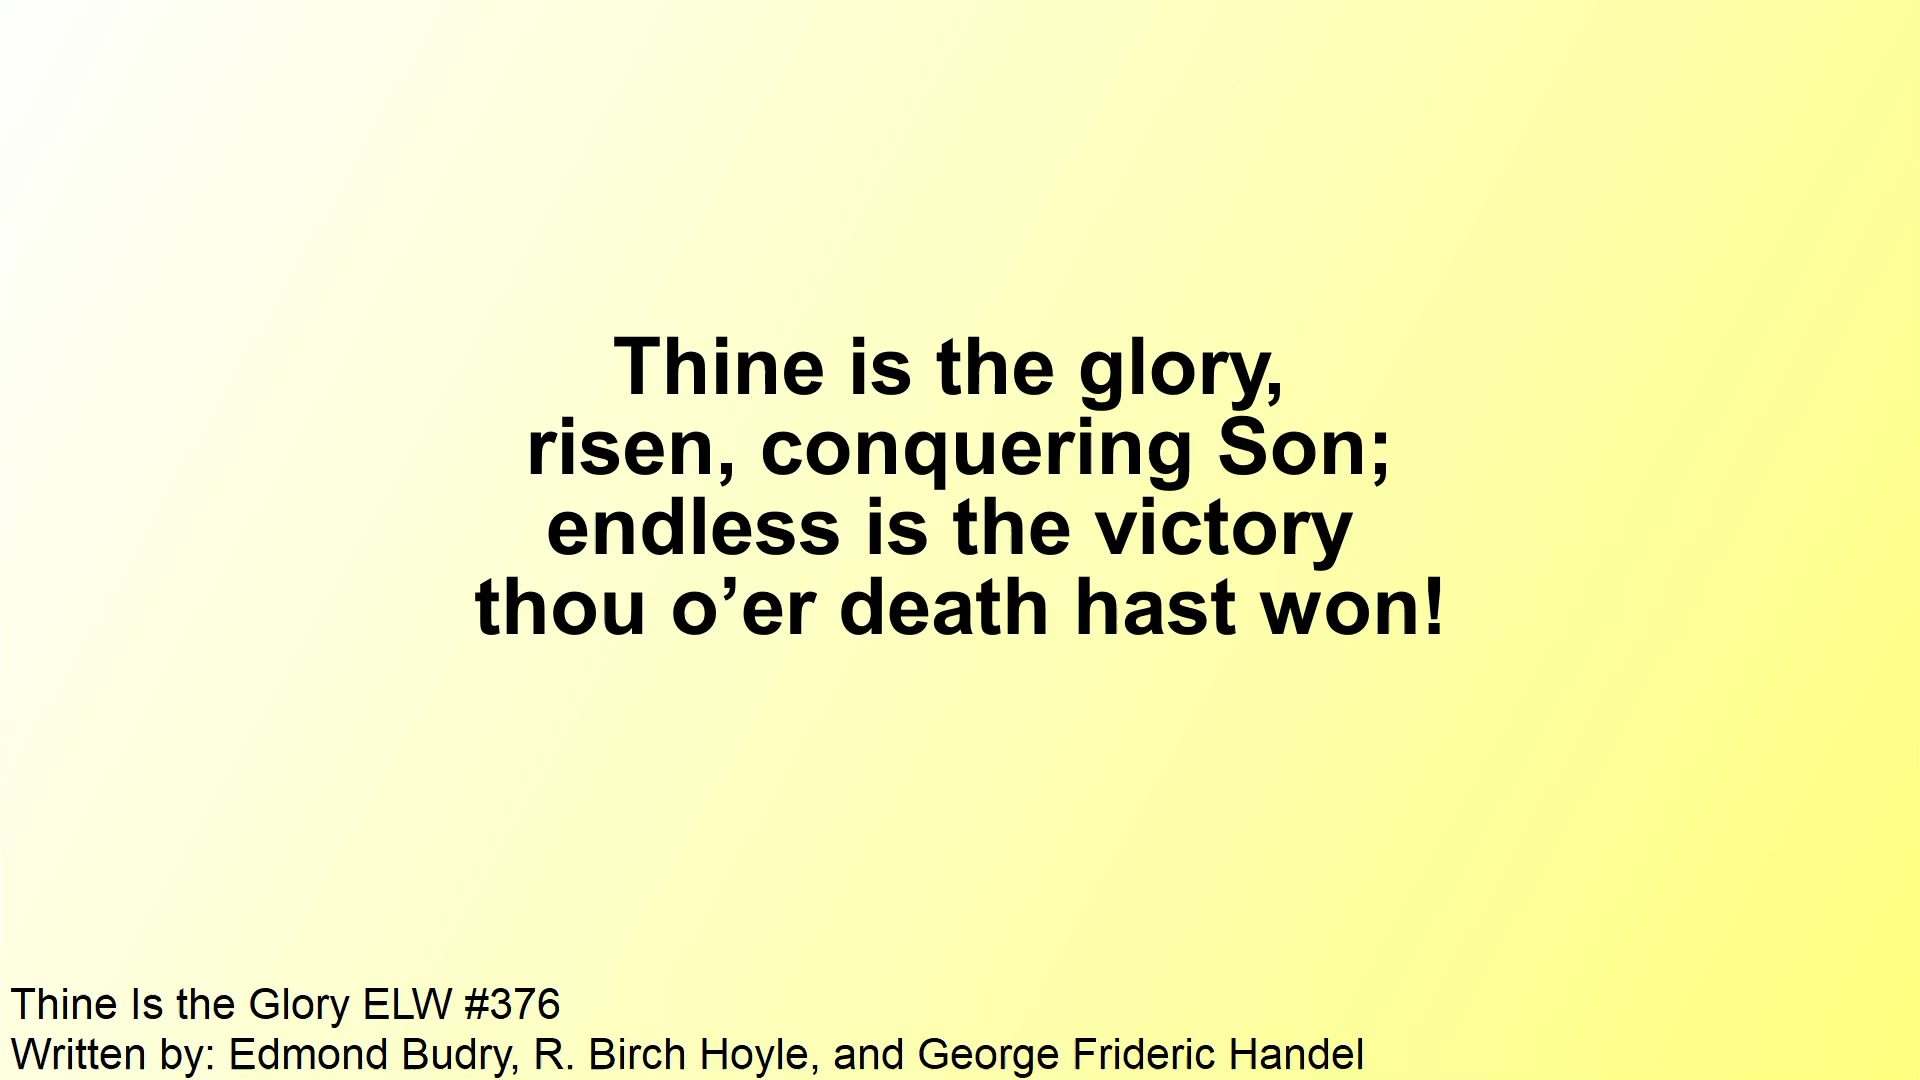 Thine is the glory,
risen, conquering Son;
endless is the victory
thou o’er death hast won!
Thine Is the Glory ELW #376
Written by: Edmond Budry, R. Birch Hoyle, and George Frideric Handel